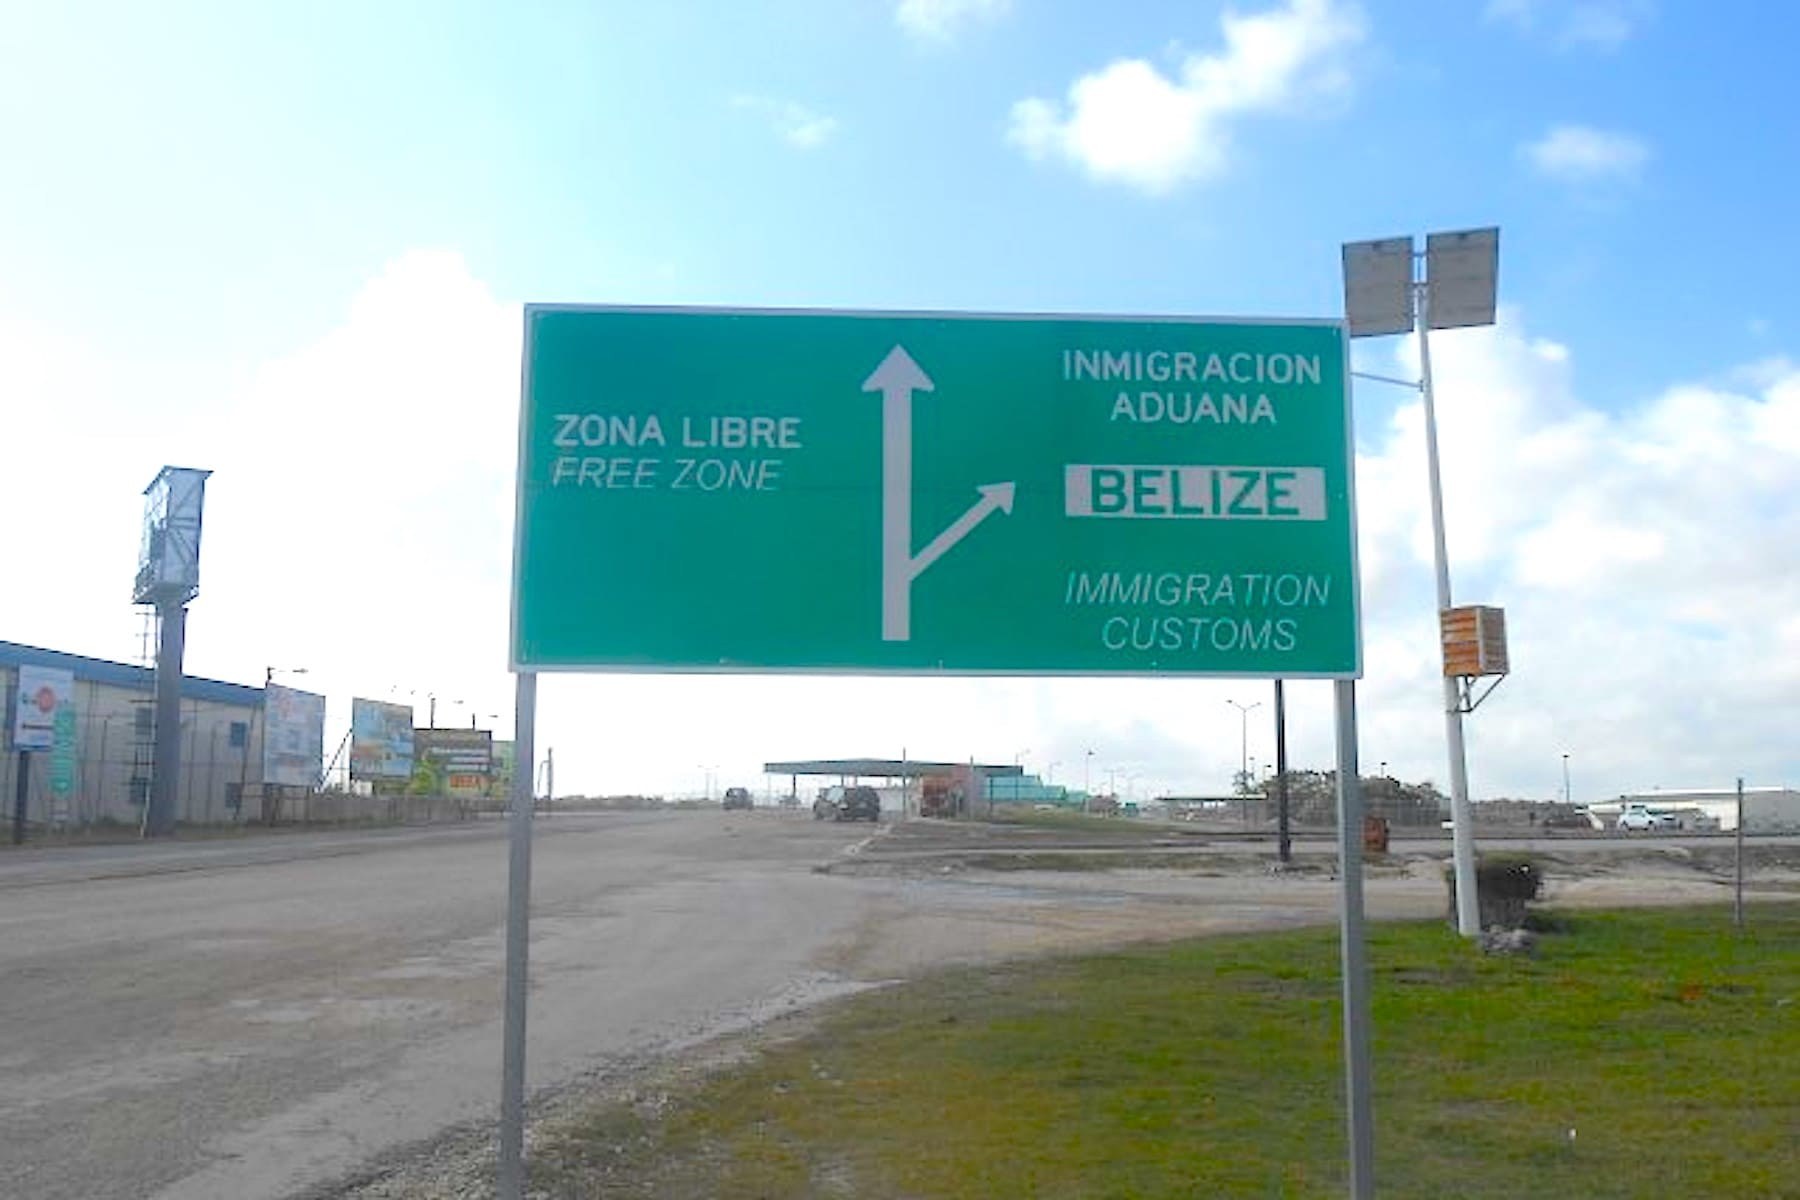 ZONA LIBRE
FREE ZONE
INMIGRACION
ADUANA
BELIZE
IMMIGRATION
CUSTOMS